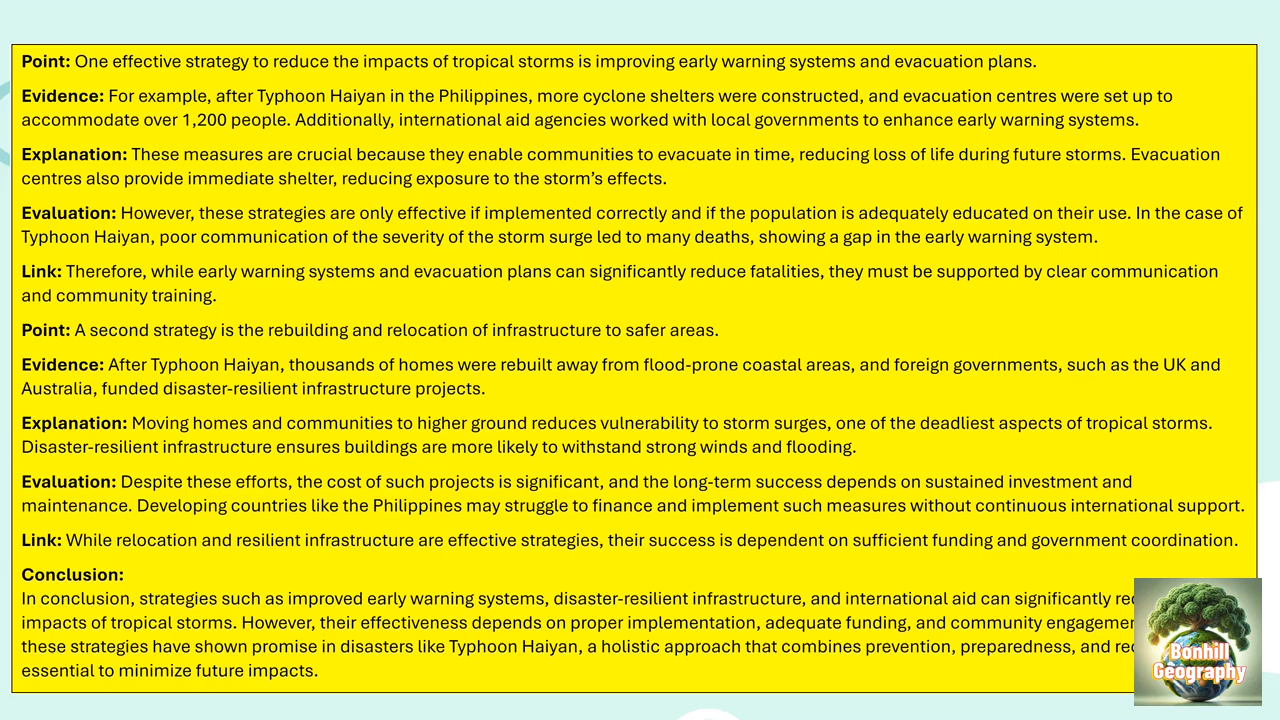 Point: One effective strategy to reduce the impacts of tropical storms is improving early warning systems and evacuation plans.
Evidence: For example, after Typhoon Haiyan in the Philippines, more cyclone shelters were constructed, and evacuation centres were set up to
accommodate over 1,200 people. Additionally, international aid agencies worked with local governments to enhance early warning systems.
Explanation: These measures are crucial because they enable communities to evacuate in time, reducing loss of life during future storms. Evacuation
centres also provide immediate shelter, reducing exposure to the storm’s effects.
Evaluation: However, these strategies are only effective if implemented correctly and if the population is adequately educated on their use. In the case of
Typhoon Haiyan, poor communication of the severity of the storm surge led to many deaths, showing a gap in the early warning system.
Link: Therefore, while early warning systems and evacuation plans can significantly reduce fatalities, they must be supported by clear communication
and community training.
Point: A second strategy is the rebuilding and relocation of infrastructure to safer areas.
Evidence: After Typhoon Haiyan, thousands of homes were rebuilt away from flood-prone coastal areas, and foreign governments, such as the UK and
Australia, funded disaster-resilient infrastructure projects.
Explanation: Moving homes and communities to higher ground reduces vulnerability to storm surges, one of the deadliest aspects of tropical storms.
Disaster-resilient infrastructure ensures buildings are more likely to withstand strong winds and flooding.
Evaluation: Despite these efforts, the cost of such projects is significant, and the long-term success depends on sustained investment and
maintenance. Developing countries like the Philippines may struggle to finance and implement such measures without continuous international support.
Link: While relocation and resilient infrastructure are effective strategies, their success is dependent on sufficient funding and government coordination.
Conclusion:
In conclusion, strategies such as improved early warning systems, disaster-resilient infrastructure, and international aid can significantly
impacts of tropical storms. However, their effectiveness depends on proper implementation, adequate funding, and community
these strategies have shown promise in disasters like Typhoon Haiyan, a holistic approach that combines prevention, preparedness, and
essential to minimize future impacts.
Bonhill
Geography